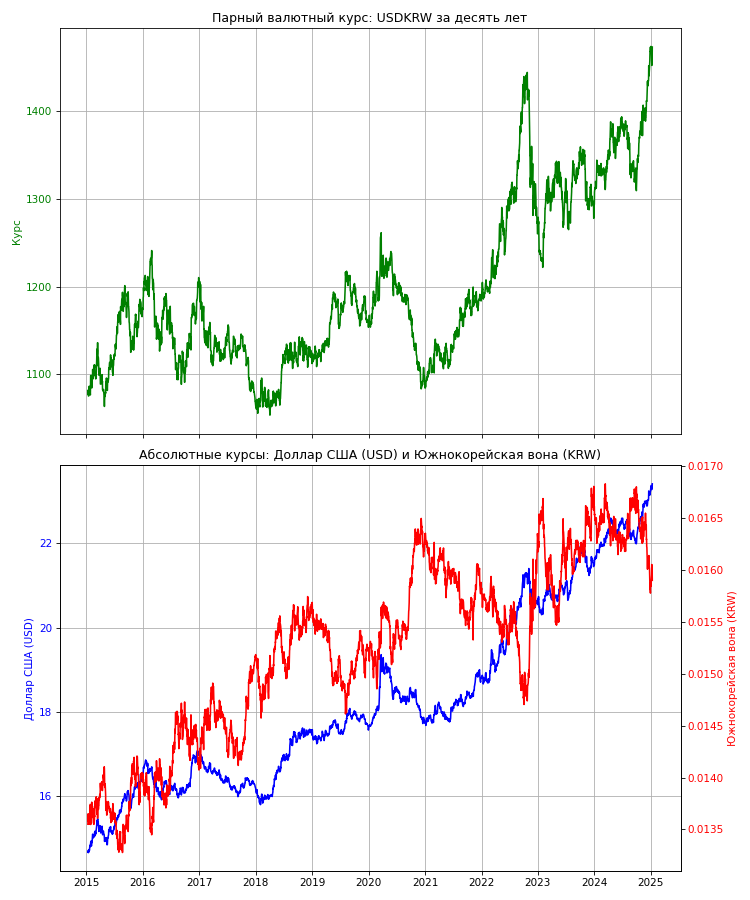 Парный валютный курс: USDKRW за десять лет
1400
1300
1200
1100
Курс
Абсолютные курсы: Доллар США (USD) и Южнокорейская вона (KRW)
22
20
18
16
Доллар США (USD)
0.0170
0.0165
0.0160
0.0155
0.0150
0.0145
0.0140
0.0135
Южнокорейская вона (KRW)
2015 2016 2017 2018 2019 2020 2021 2022 2023 2024 2025